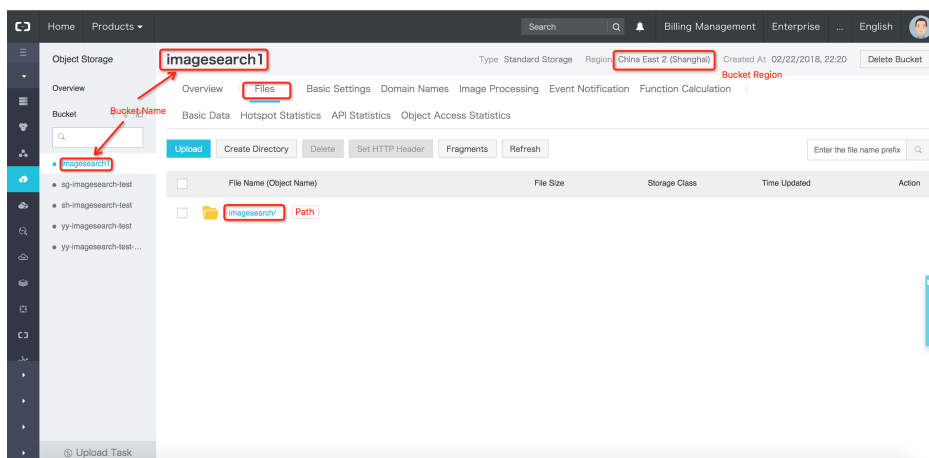 Home Products Search Billing Management Enterprise ... English
Object Storage
imagesearch1
Type Standard Storage Region China East 2 (Shanghai) Created At 02/22/2018, 22:20 Delete Bucket
Bucket Region
Overview
Overview Files Basic Settings Domain Names Image Processing Event Notification Function Calculation
Bucket
Bucket Name
Basic Data Hotspot Statistics API Statistics Object Access Statistics
imagesearch1
sg-imagesearch-test
sh-imagesearch-test
yy-imagesearch-test
yy-imagesearch-test-...
Upload Create Directory Delete Set HTTP Header Fragments Refresh Enter the file name prefix
File Name (Object Name) File Size Storage Class Time Updated Action
imagesearch/ Path
Upload Task